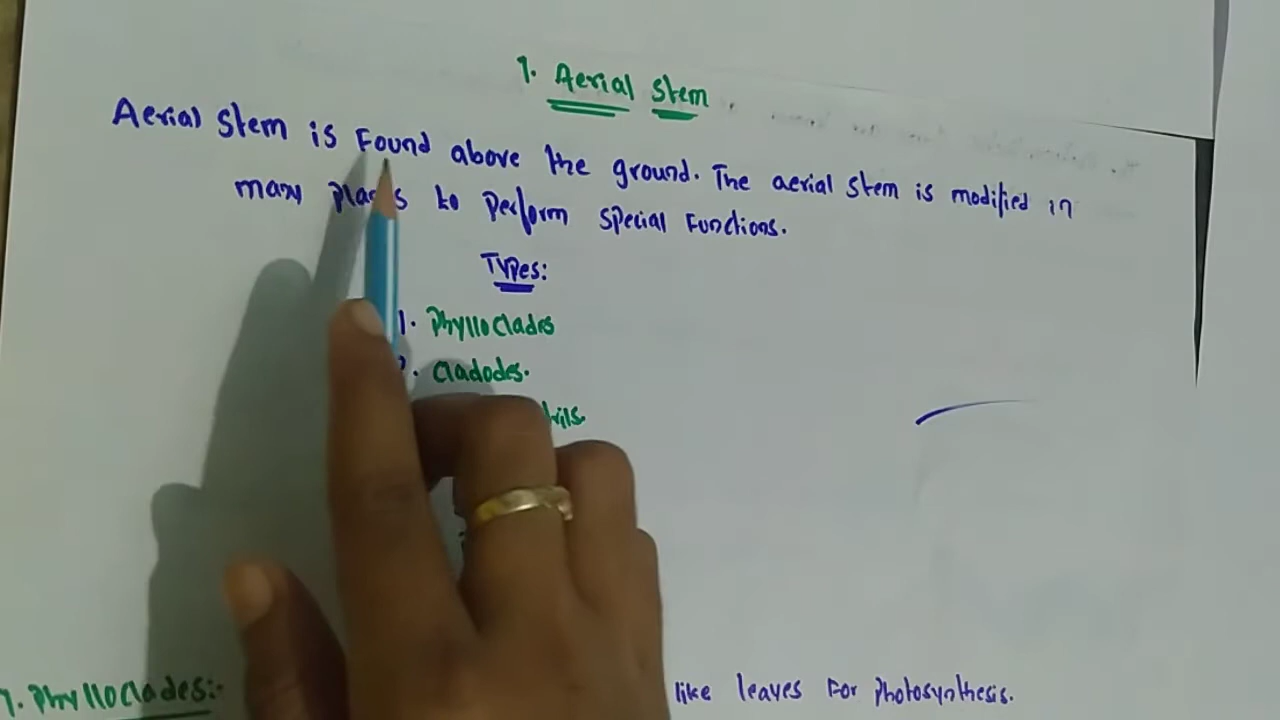 1. Aerial Stem
Aerial Stem is Found above the ground. The aerial stem is modified in
many to perform special Functions.
Types:
1. Phylloclades
2. Cladodes.
1. Phylloclades:-
like leaves For Photosynthesis.